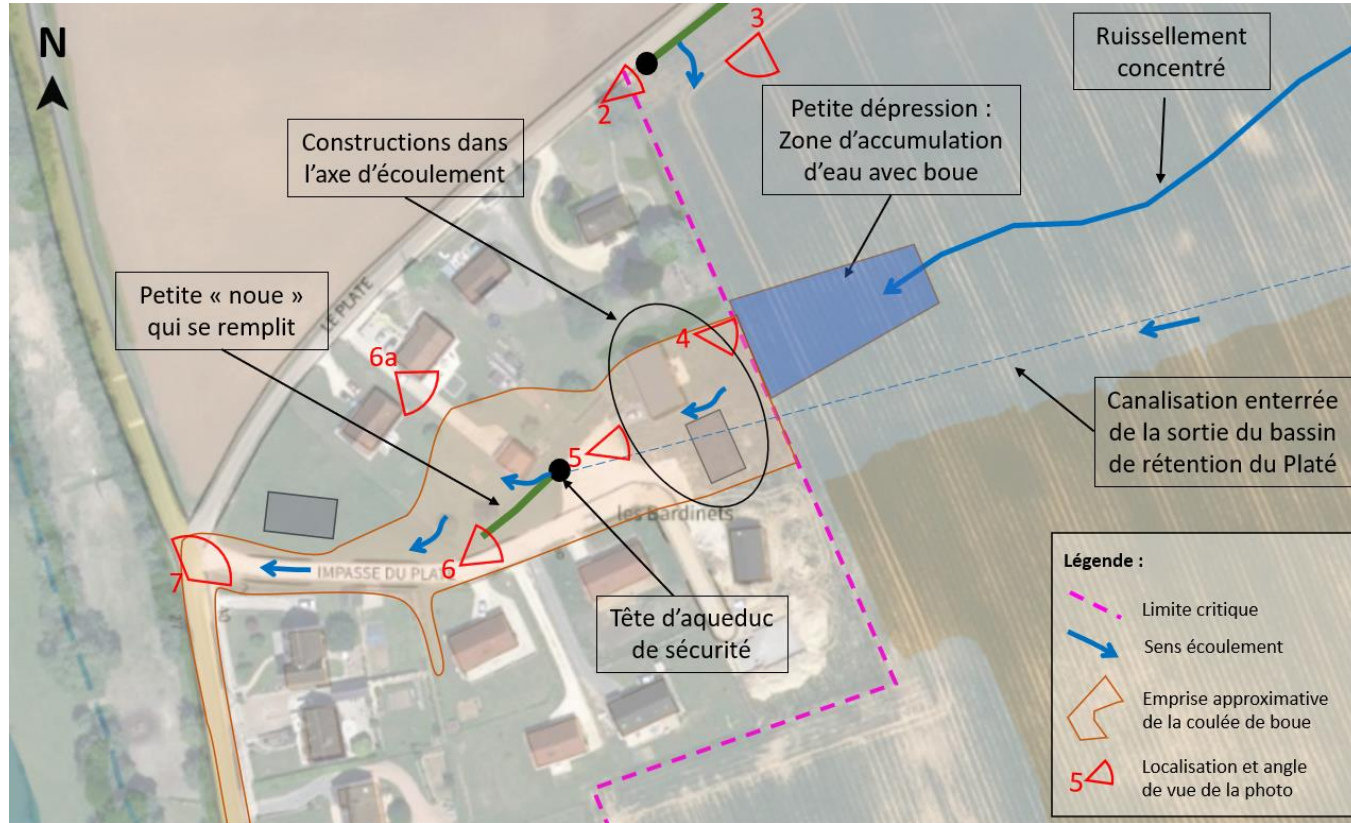 N
3
Ruissellement
concentré
2
Petite dépression :
Zone d’accumulation
d’eau avec boue
Constructions dans
l’axe d’écoulement
LE PLATÉ
Petite « noue »
qui se remplit
4
6a
Canalisation enterrée
de la sortie du bassin
de rétention du Platé
5
les Bardinets
6
7
IMPASSE DU PLATÉ
Tête d’aqueduc
de sécurité
Légende :
Limite critique
Sens écoulement
Emprise approximative
de la coulée de boue
5
Localisation et angle
de vue de la photo